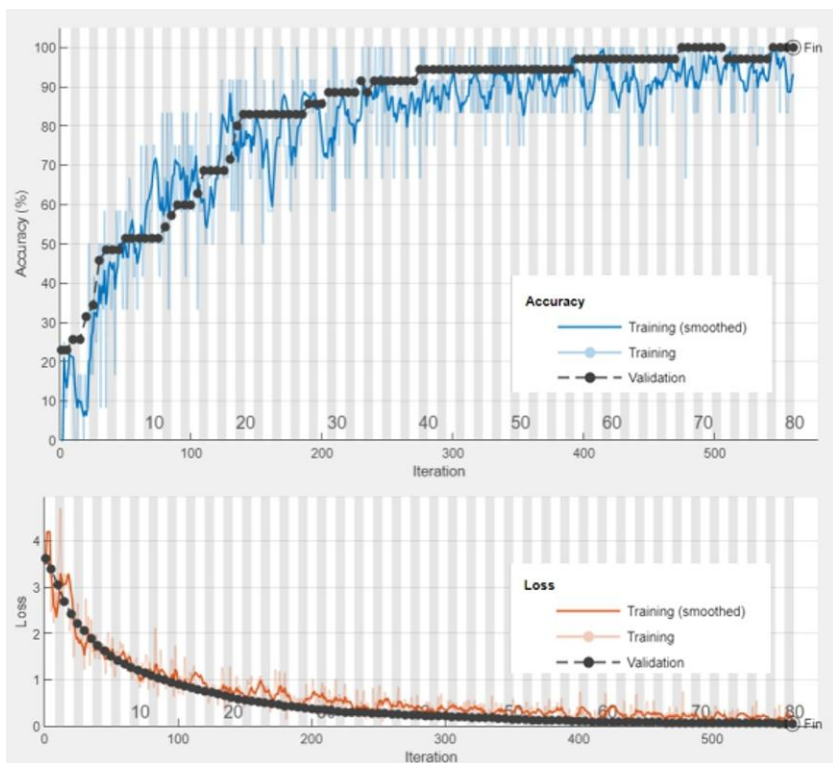 100
90
80
70
60
50
40
30
20
10
0
Accuracy (%)
Fin
Accuracy
Training (smoothed)
Training
Validation
10 20 30 40 50 60 70 80
0 100 200 300 400 500
Iteration
4
3
2
1
0
Loss
Loss
Training (smoothed)
Training
Validation
10 20 60 70 80
Fin
0 100 200 300 400 500
Iteration